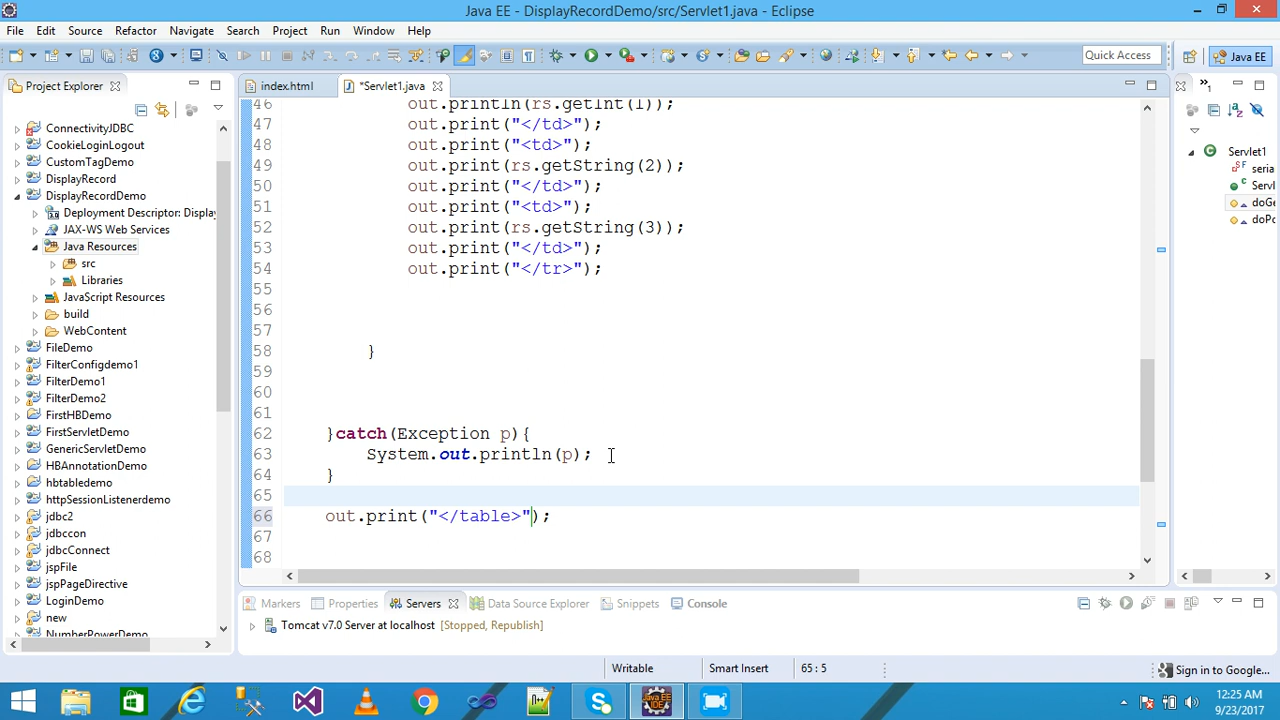 Java EE - DisplayRecordDemo/src/Servlet1.java - Eclipse
File Edit Source Refactor Navigate Search Project Run Window Help
Quick Access
Java EE
Project Explorer
index.html
*Servlet1.java
1
ConnectivityJDBC
CookieLoginLogout
CustomTagDemo
DisplayRecord
DisplayRecordDemo
Deployment Descriptor: Displa
JAX-WS Web Services
Java Resources
src
Libraries
JavaScript Resources
build
WebContent
FileDemo
FilterConfigdemo1
FilterDemo1
FilterDemo2
FirstHBDemo
FirstServletDemo
GenericServletDemo
HBAnnotationDemo
hbtabledemo
httpSessionListenerdemo
jdbc2
jdbccon
jdbcConnect
jspFile
jspPageDirective
LoginDemo
new
NumberPowerDemo
46 out.println(rs.getInt(1));
47 out.print("</td>");
48 out.print("<td>");
49 out.print(rs.getString(2));
50 out.print("</td>");
51 out.print("<td>");
52 out.print(rs.getString(3));
53 out.print("</td>");
54 out.print("</tr>");
55
56
57
58 }
59
60
61
62 }catch(Exception p){
63 System.out.println(p);
64 }
65
66 out.print("</table>");
67
68
Servlet1
seria
Servl
doGe
doPc
Markers Properties Servers Data Source Explorer Snippets Console
Tomcat v7.0 Server at localhost [Stopped, Republish]
Writable Smart Insert 65 : 5
Sign in to Google...
12:25 AM
9/23/2017